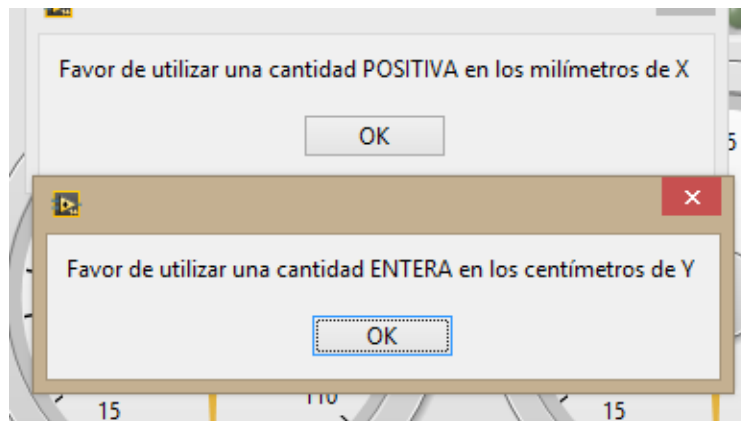 Favor de utilizar una cantidad POSITIVA en los milímetros de X
OK
5
Favor de utilizar una cantidad ENTERA en los centímetros de Y
OK
15
110
15